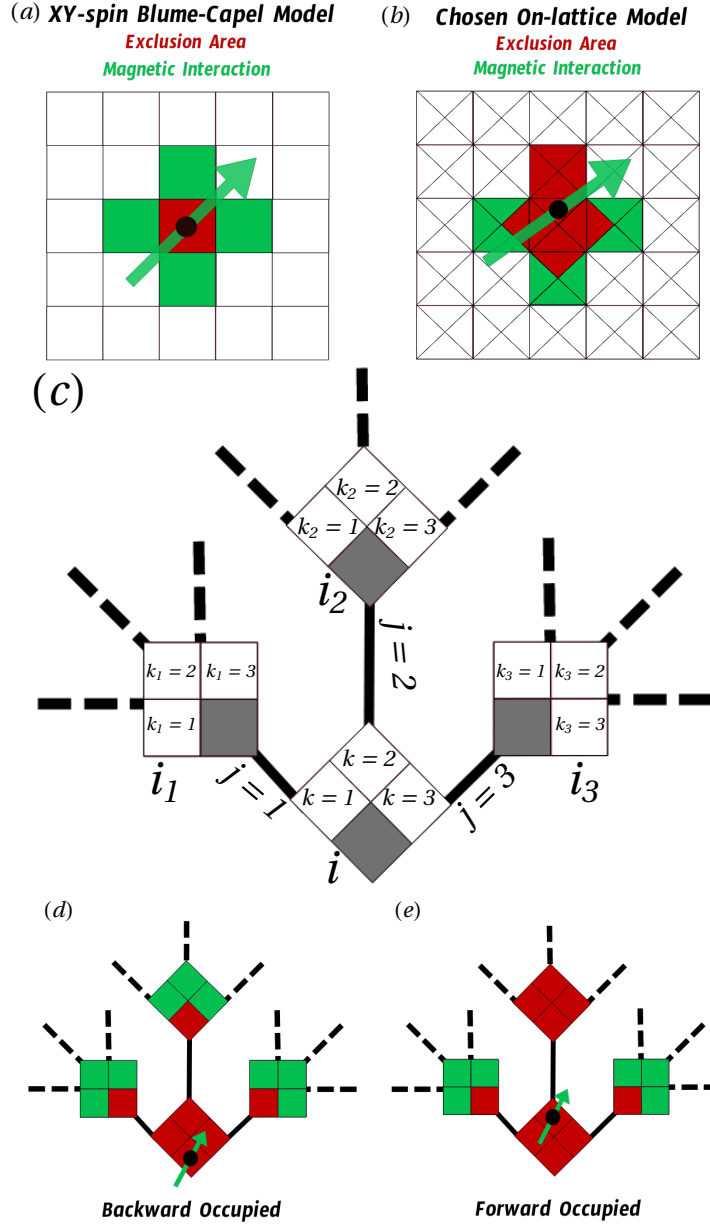 (a) XY-spin Blume-Capel Model
Exclusion Area
Magnetic Interaction
(b) Chosen On-lattice Model
Exclusion Area
Magnetic Interaction
(c)
k₂ = 2
k₂ = 1
k₂ = 3
i₂
j = 2
k₁ = 2
k₁ = 3
k₁ = 1
i₁
j = 1
k₃ = 1
k₃ = 2
k₃ = 3
i₃
j = 3
k = 2
k = 1
k = 3
i
(d)
Backward Occupied
(e)
Forward Occupied